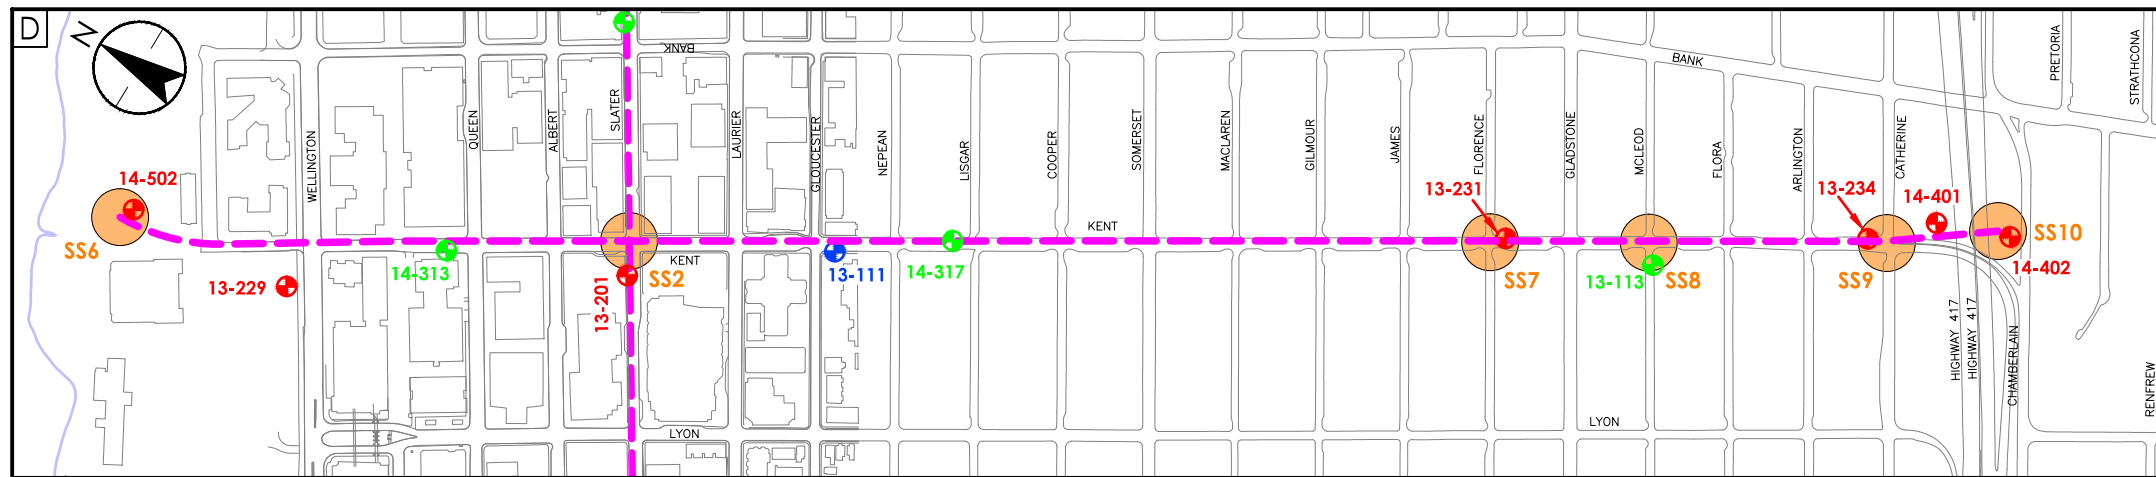 D
N
BANK
BANK
PRETORIA
STRATHCONA
WELLINGTON
QUEEN
ALBERT
SLATER
LAURIER
GLOUCESTER
NEPEAN
LISGAR
COOPER
SOMERSET
MACLAREN
GILMOUR
JAMES
FLORENCE
GLADSTONE
MCLEOD
FLORA
ARLINGTON
CATHERINE
14-502
13-231
13-234
14-401
SS6
KENT
KENT
SS10
14-402
13-229
14-313
13-201
SS2
13-111
14-317
SS7
13-113
SS8
SS9
HIGHWAY 417
HIGHWAY 417
CHAMBERLAIN
RENFREW
LYON
LYON